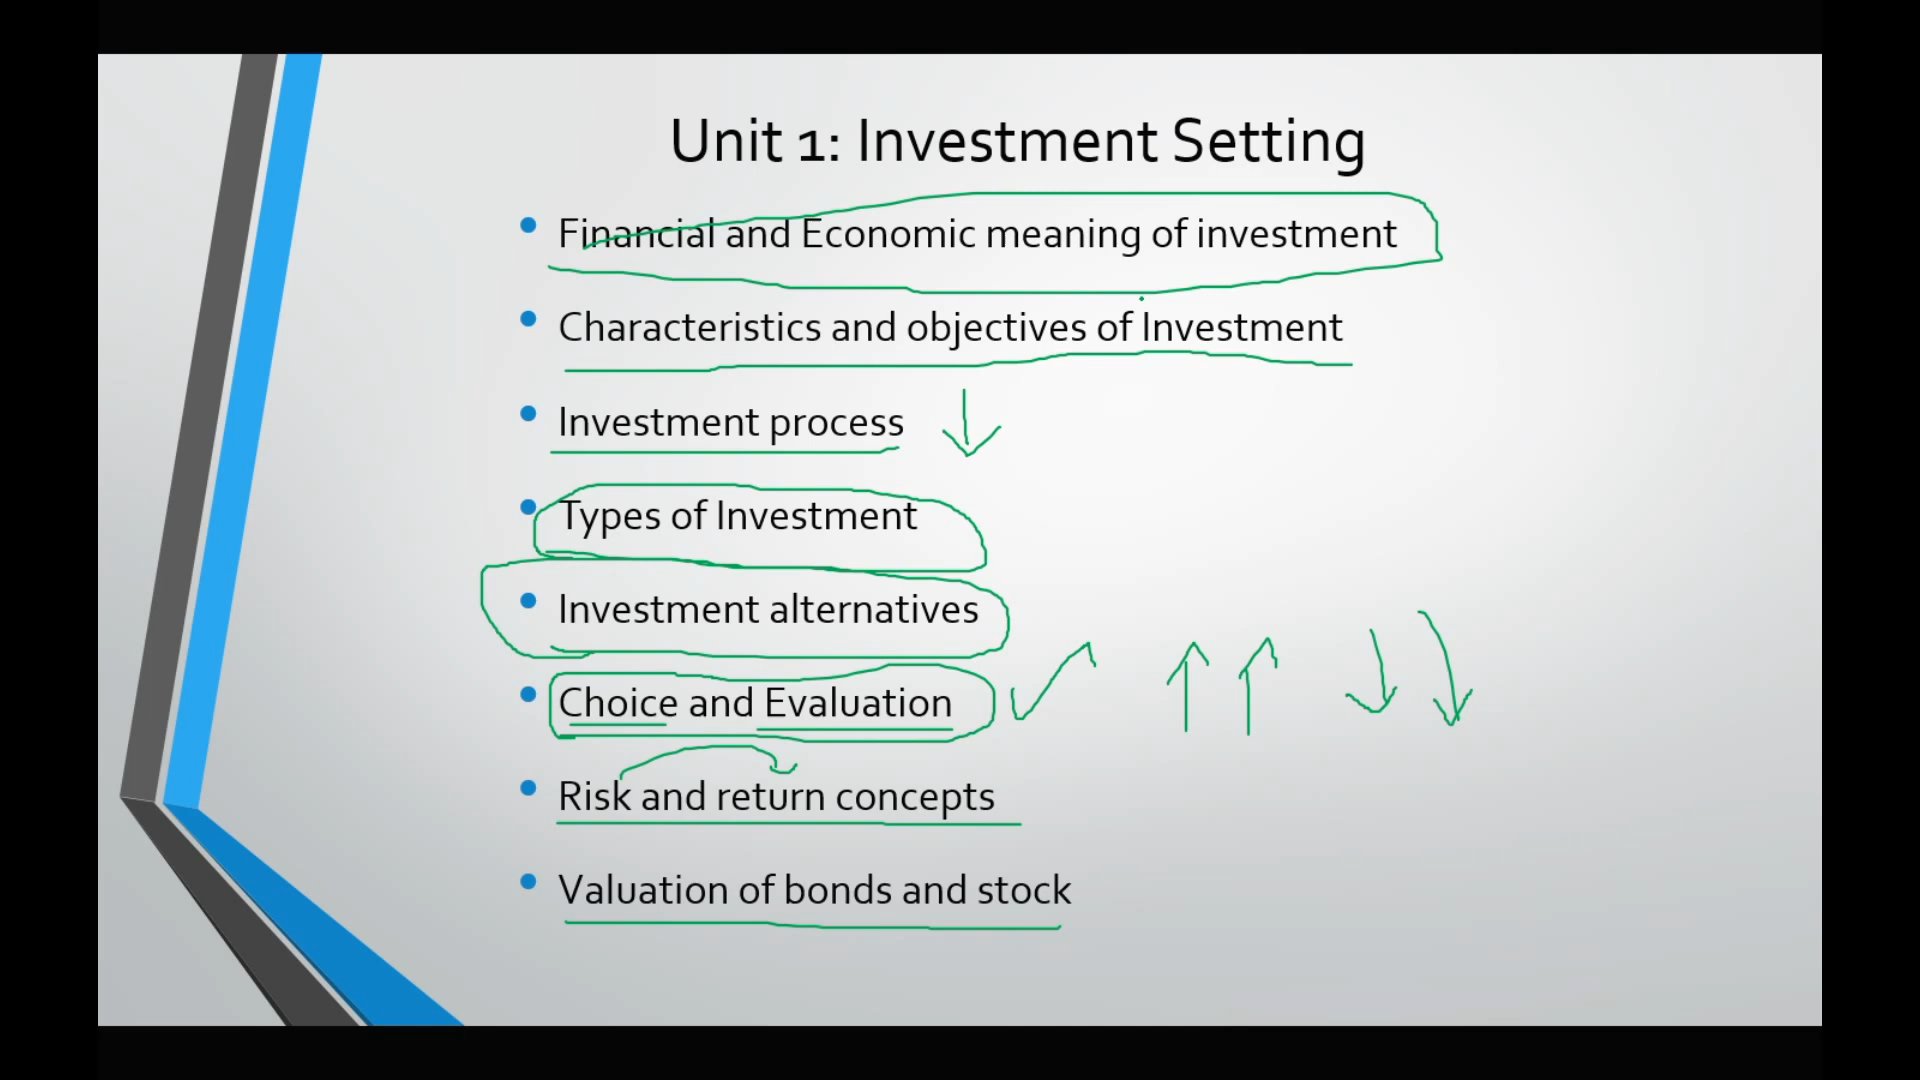 Unit 1: Investment Setting
• Financial and Economic meaning of investment
• Characteristics and objectives of Investment
• Investment process
• Types of Investment
• Investment alternatives
• Choice and Evaluation
• Risk and return concepts
• Valuation of bonds and stock